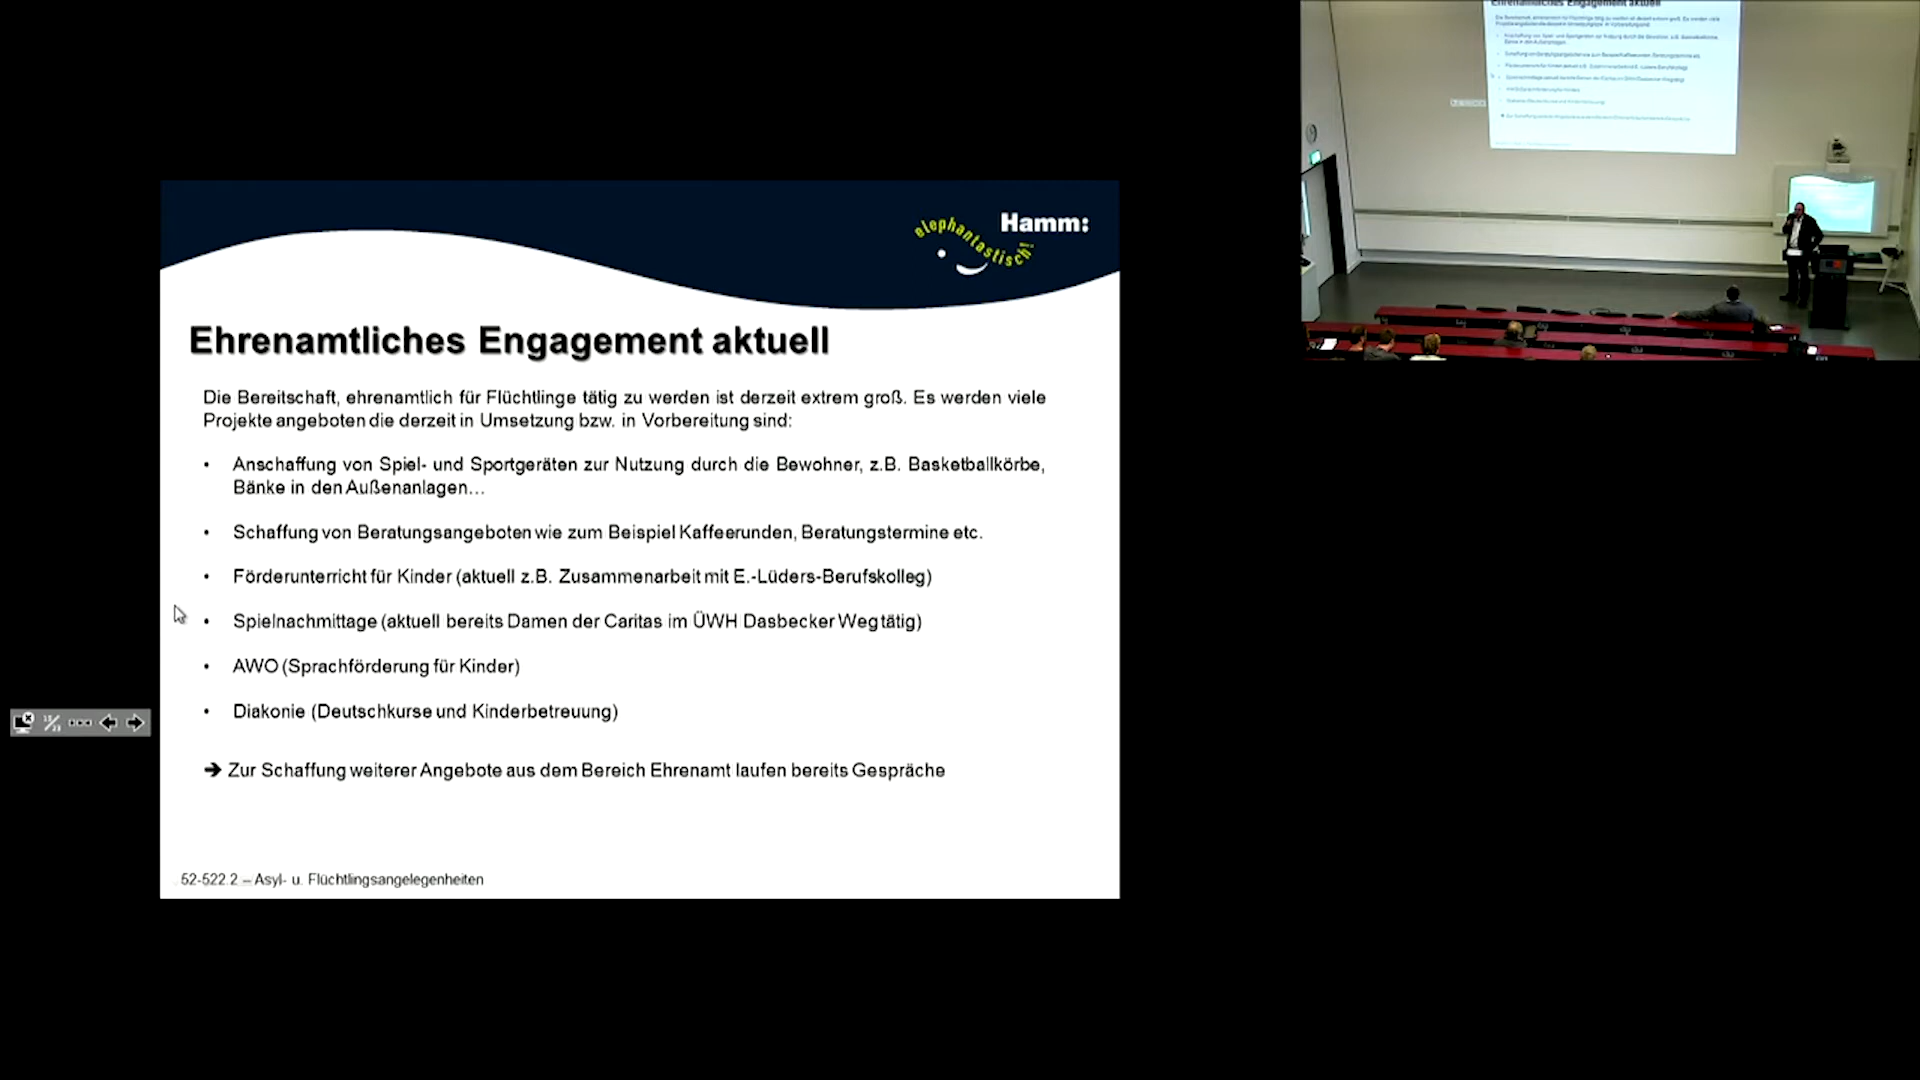 elephantastisch!
Hamm:
Ehrenamtliches Engagement aktuell
Die Bereitschaft, ehrenamtlich für Flüchtlinge tätig zu werden ist derzeit extrem groß. Es werden viele
Projekte angeboten die derzeit in Umsetzung bzw. in Vorbereitung sind:
• Anschaffung von Spiel- und Sportgeräten zur Nutzung durch die Bewohner, z.B. Basketballkörbe,
Bänke in den Außenanlagen…
• Schaffung von Beratungsangeboten wie zum Beispiel Kaffeerunden, Beratungstermine etc.
• Förderunterricht für Kinder (aktuell z.B. Zusammenarbeit mit E.-Lüders-Berufskolleg)
• Spielnachmittage (aktuell bereits Damen der Caritas im ÜWH Dasbecker Weg tätig)
• AWO (Sprachförderung für Kinder)
• Diakonie (Deutschkurse und Kinderbetreuung)
➔ Zur Schaffung weiterer Angebote aus dem Bereich Ehrenamt laufen bereits Gespräche
52-522.2 – Asyl- u. Flüchtlingsangelegenheiten
Ehrenamtliches Engagement aktuell